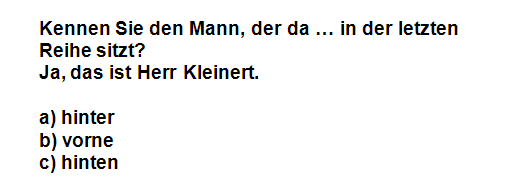 Kennen Sie den Mann, der da … in der letzten
Reihe sitzt?
Ja, das ist Herr Kleinert.
a) hinter
b) vorne
c) hinten